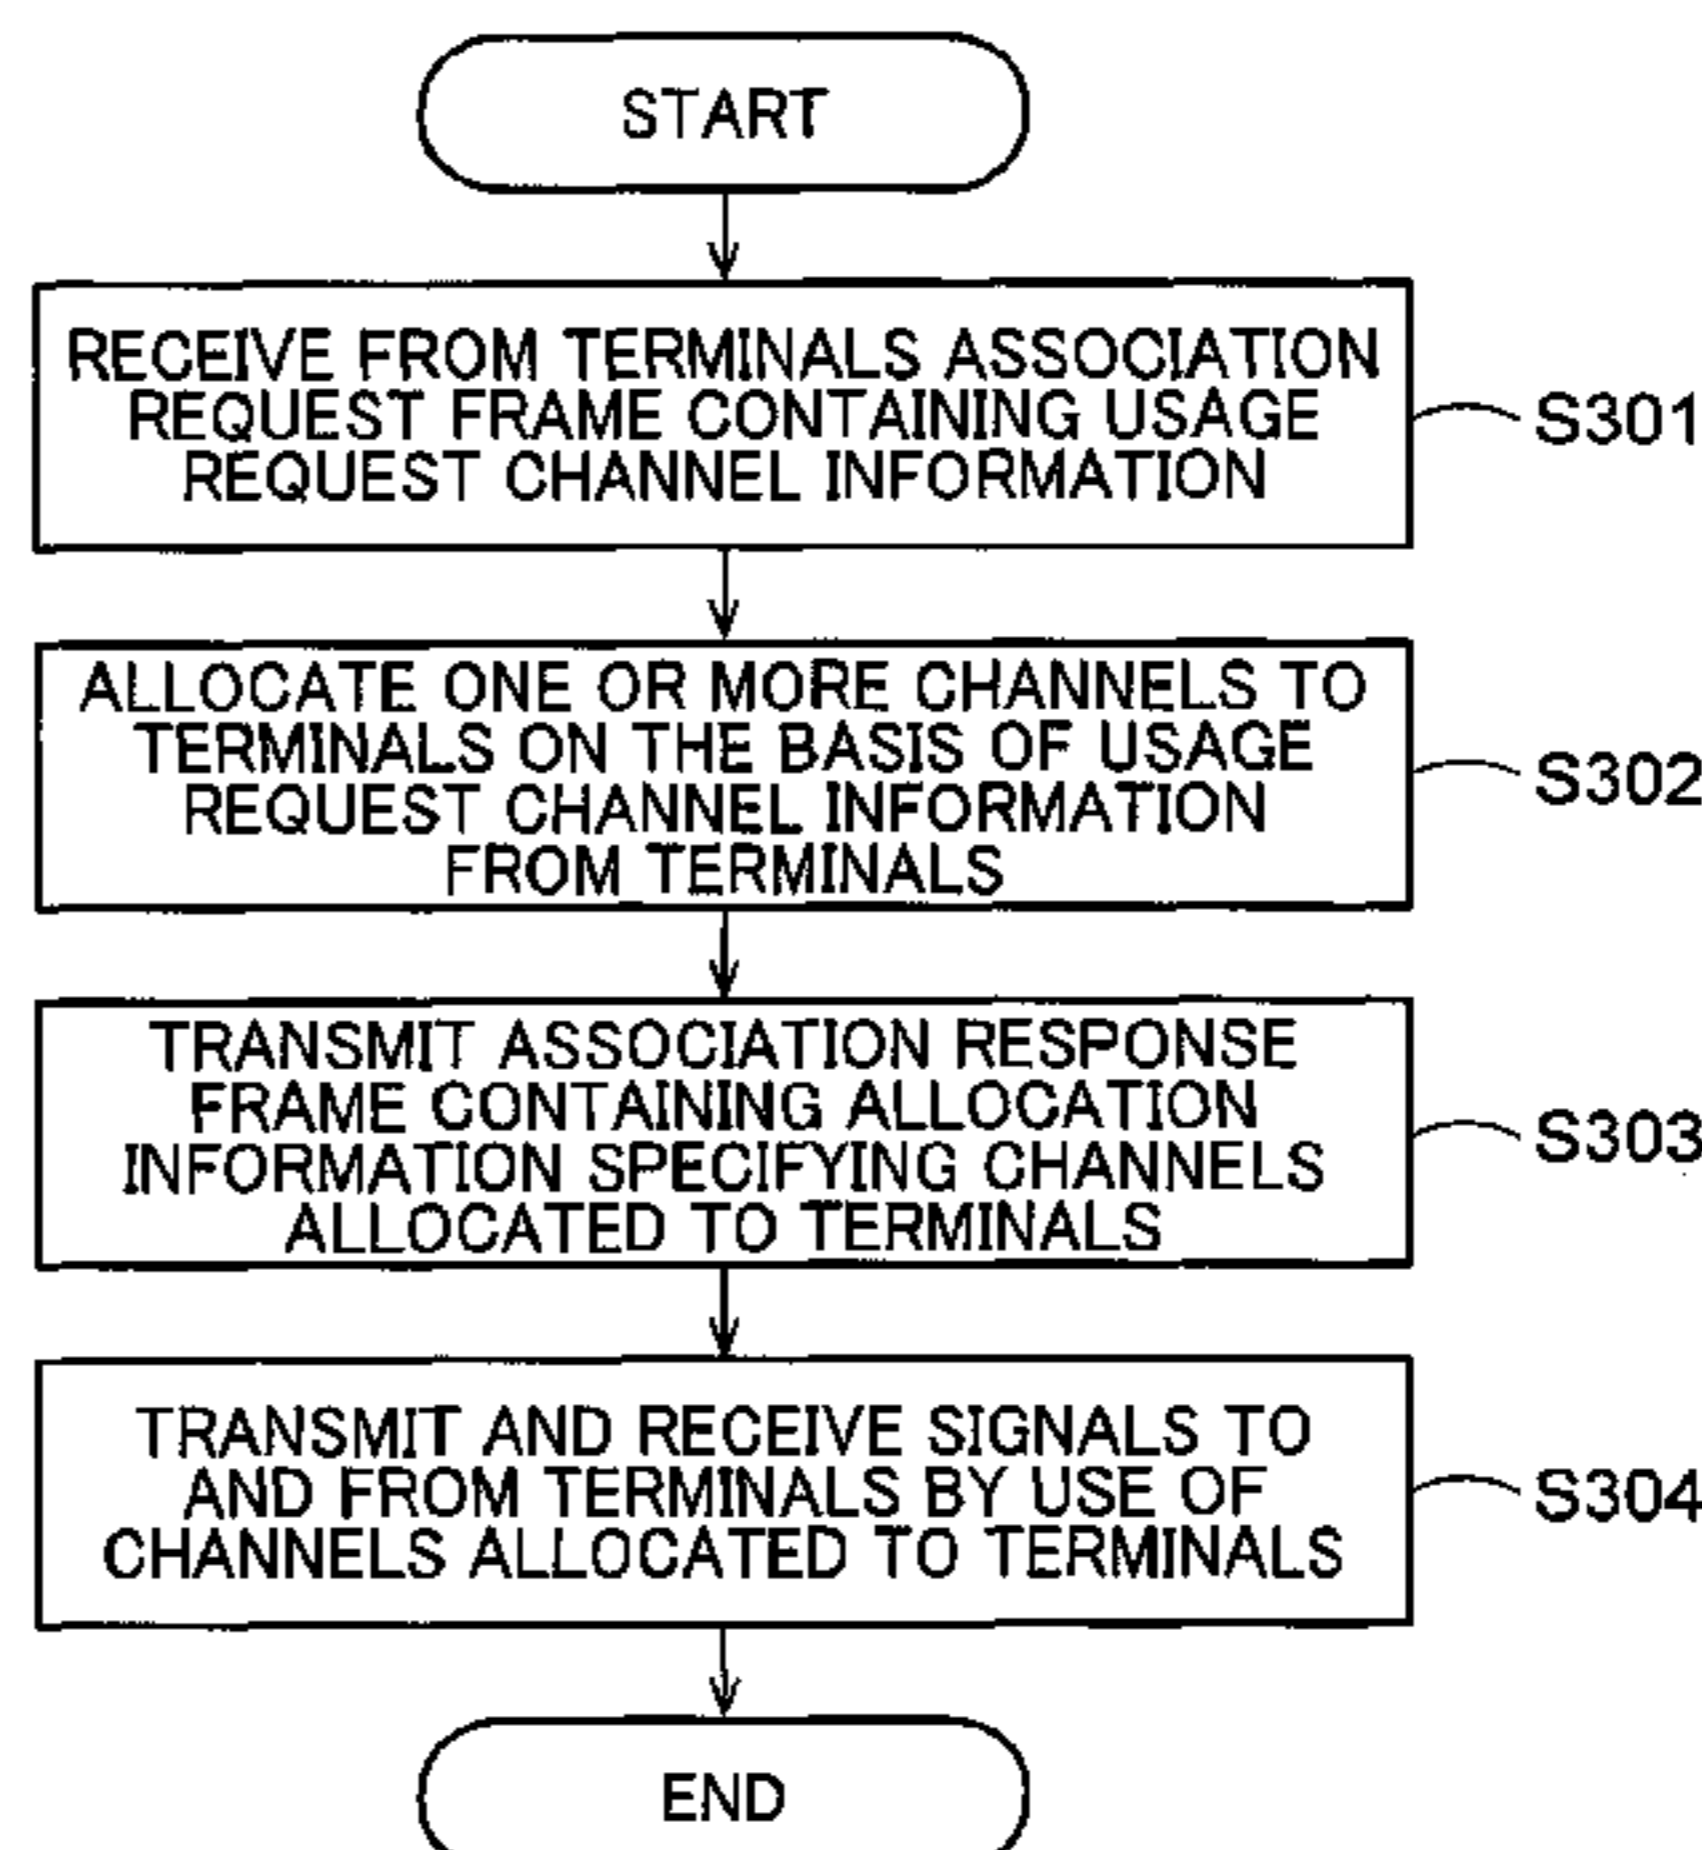 START
RECEIVE FROM TERMINALS ASSOCIATION
REQUEST FRAME CONTAINING USAGE
REQUEST CHANNEL INFORMATION
S301
ALLOCATE ONE OR MORE CHANNELS TO
TERMINALS ON THE BASIS OF USAGE
REQUEST CHANNEL INFORMATION
FROM TERMINALS
S302
TRANSMIT ASSOCIATION RESPONSE
FRAME CONTAINING ALLOCATION
INFORMATION SPECIFYING CHANNELS
ALLOCATED TO TERMINALS
S303
TRANSMIT AND RECEIVE SIGNALS TO
AND FROM TERMINALS BY USE OF
CHANNELS ALLOCATED TO TERMINALS
S304
END